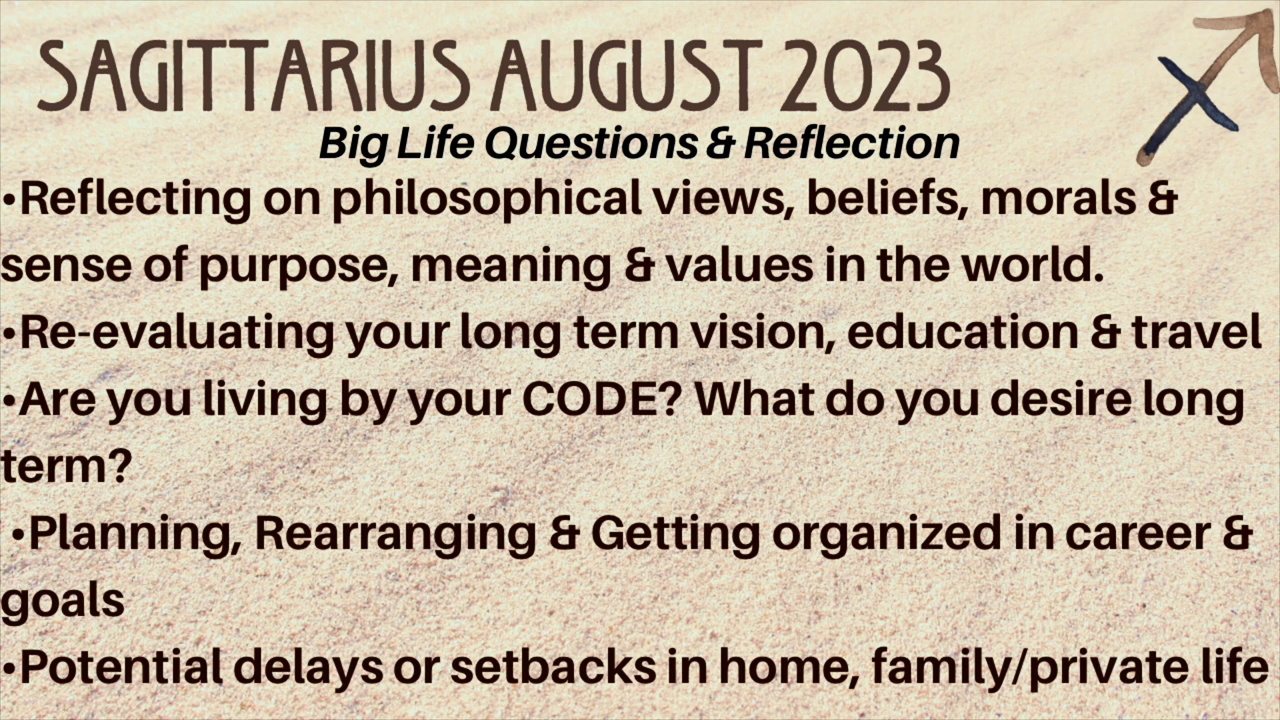 SAGITTARIUS AUGUST 2023
Big Life Questions & Reflection
•Reflecting on philosophical views, beliefs, morals &
sense of purpose, meaning & values in the world.
•Re-evaluating your long term vision, education & travel
•Are you living by your CODE? What do you desire long
term?
•Planning, Rearranging & Getting organized in career &
goals
•Potential delays or setbacks in home, family/private life